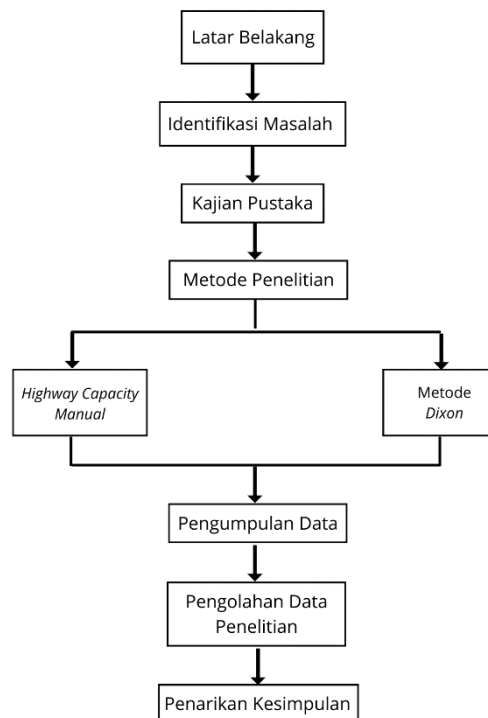 Latar Belakang
Identifikasi Masalah
Kajian Pustaka
Metode Penelitian
Highway Capacity
Manual
Metode
Dixon
Pengumpulan Data
Pengolahan Data
Penelitian
Penarikan Kesimpulan